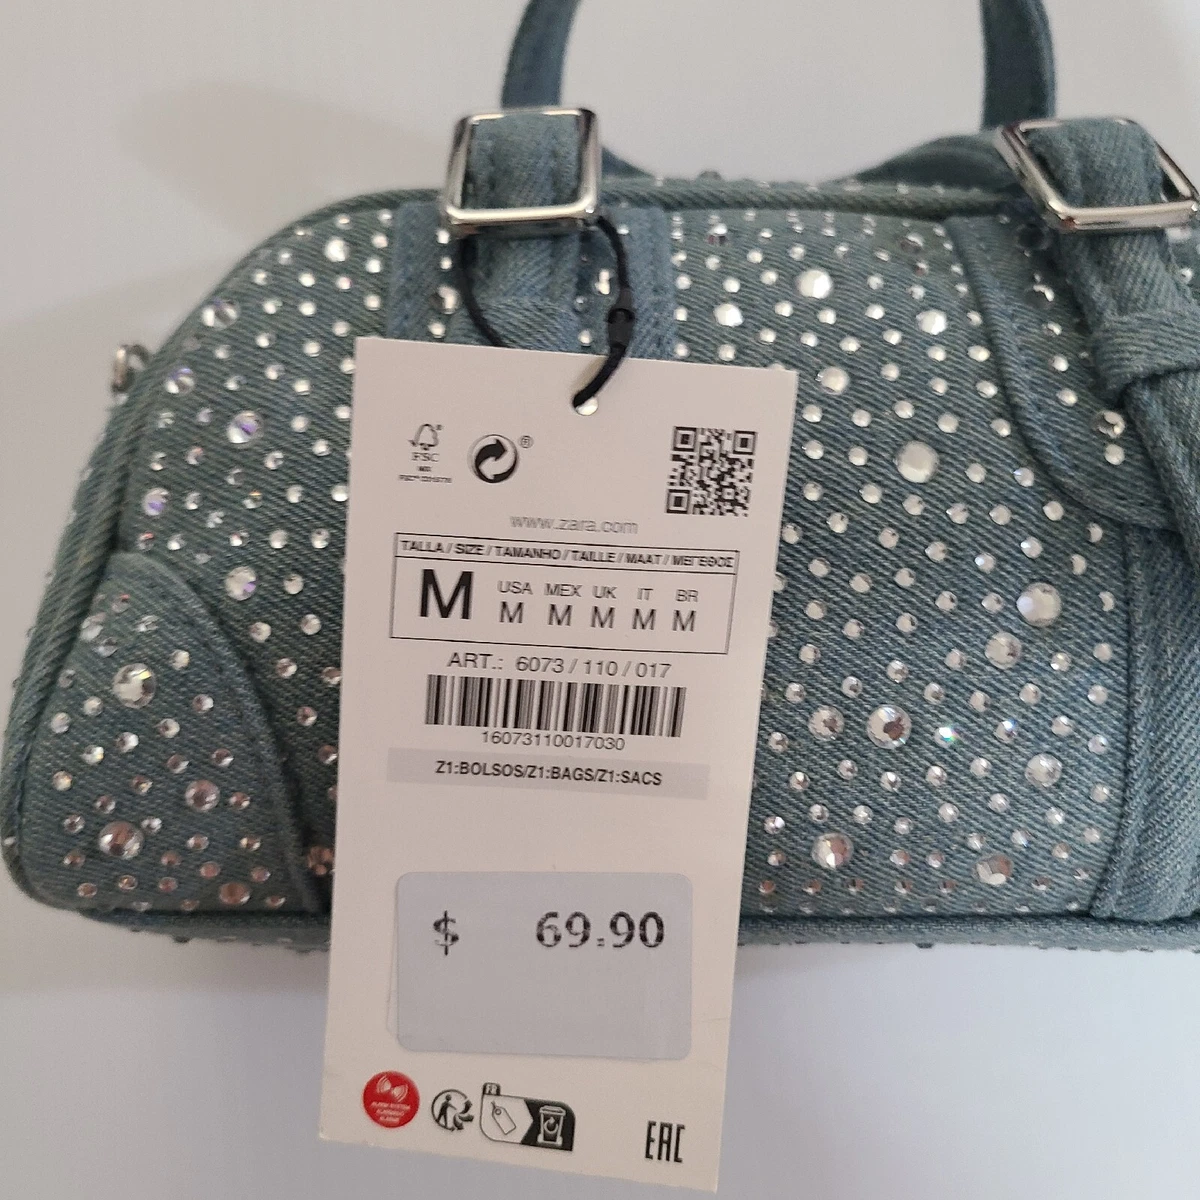 FSC
®
www.zara.com
TALLA / SIZE / TAMANHO / TAILLE / MAAT / ΜΕΓΕΘΟΣ
M
USA MEX UK IT BR
M M M M M
ART.: 6073 / 110 / 017
16073110017030
Z1:BOLSOS/Z1:BAGS/Z1:SACS
$ 69.90
FR
EAC